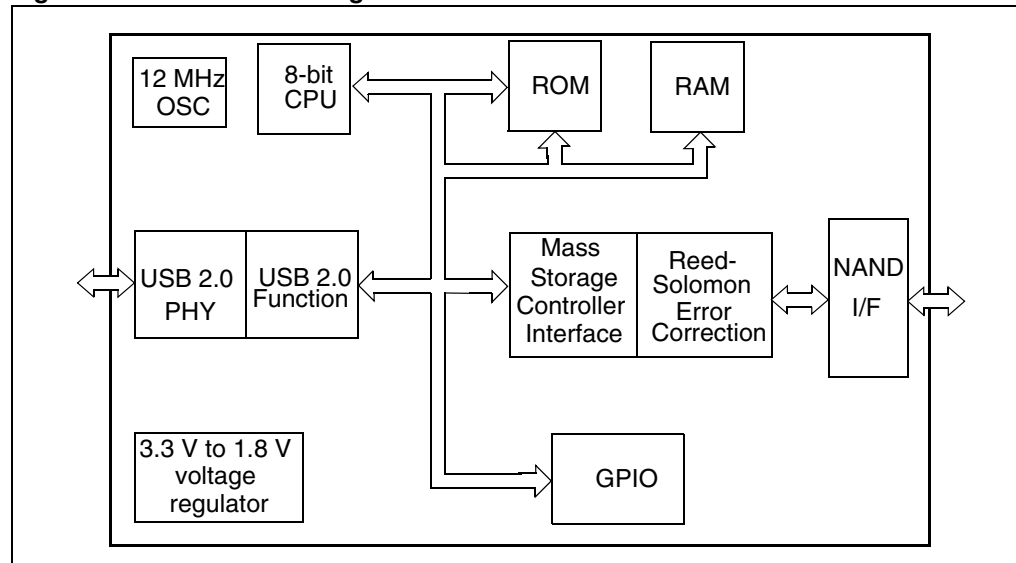 12 MHz
OSC
8-bit
CPU
ROM
RAM
USB 2.0
PHY
USB 2.0
Function
Mass
Storage
Controller
Interface
Reed-
Solomon
Error
Correction
NAND
I/F
3.3 V to 1.8 V
voltage
regulator
GPIO